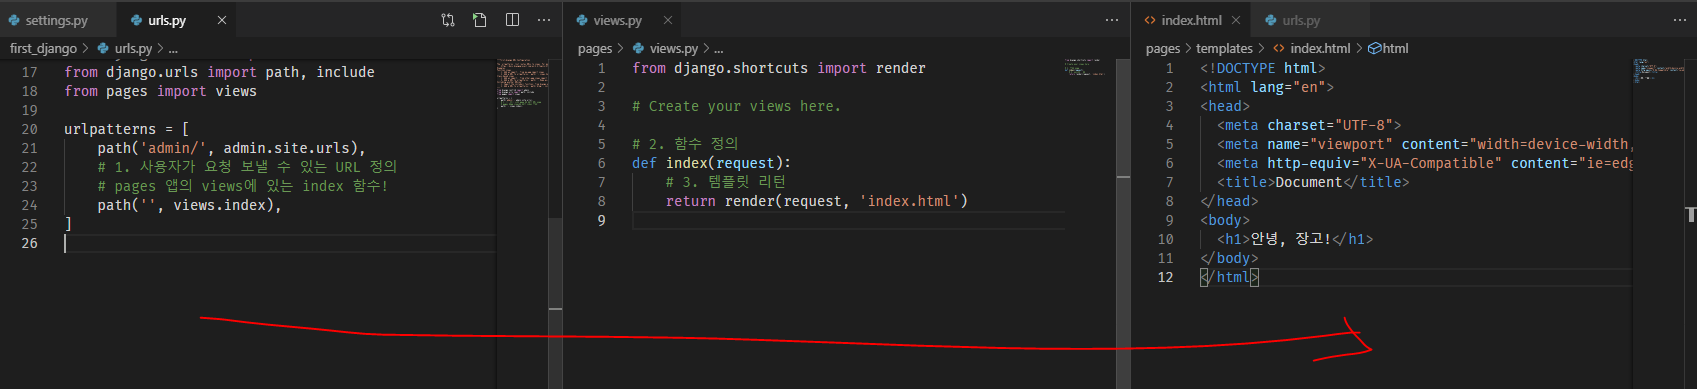 settings.py
urls.py
first_django > urls.py > ...
17 from django.urls import path, include
18 from pages import views
19
20 urlpatterns = [
21     path('admin/', admin.site.urls),
22     # 1. 사용자가 요청 보낼 수 있는 URL 정의
23     # pages 앱의 views에 있는 index 함수!
24     path('', views.index),
25 ]
26
views.py
pages > views.py > ...
1 from django.shortcuts import render
2
3 # Create your views here.
4
5 # 2. 함수 정의
6 def index(request):
7     # 3. 템플릿 리턴
8     return render(request, 'index.html')
9
index.html
urls.py
pages > templates > index.html > html
1 <!DOCTYPE html>
2 <html lang="en">
3 <head>
4   <meta charset="UTF-8">
5   <meta name="viewport" content="width=device-width,
6   <meta http-equiv="X-UA-Compatible" content="ie=edg
7   <title>Document</title>
8 </head>
9 <body>
10   <h1>안녕, 장고!</h1>
11 </body>
12 </html>